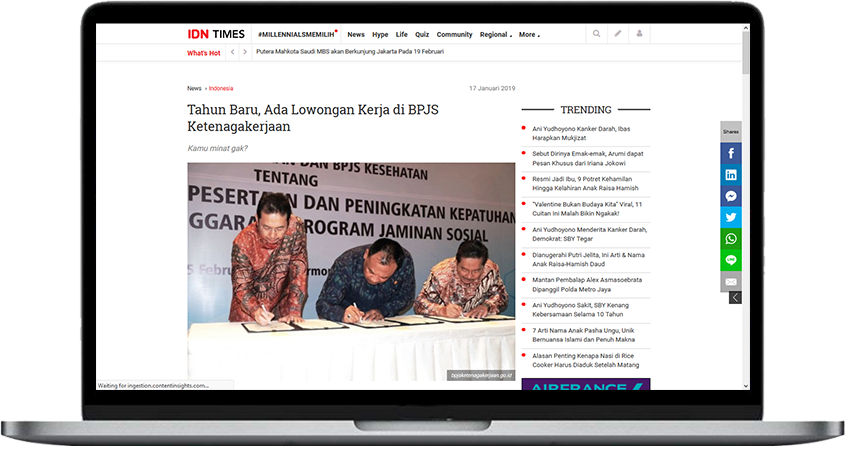 IDN TIMES
#MILLENNIALSMEMILIH
News
Hype
Life
Quiz
Community
Regional
More
What's Hot
Putera Mahkota Saudi MBS akan Berkunjung Jakarta Pada 19 Februari
News › Indonesia
17 Januari 2019
Tahun Baru, Ada Lowongan Kerja di BPJS
Ketenagakerjaan
Kamu minat gak?
AN DAN BPJS KESEHATAN
TENTANG
PESERTAAN DAN PENINGKATAN KEPATUHAN
GGARA
ROGRAM JAMINAN SOSIAL
5 Februa
bpjsketenagakerjaan.go.id
TRENDING
Ani Yudhoyono Kanker Darah, Ibas
Harapkan Mukjizat
Sebut Dirinya Emak-emak, Arumi dapat
Pesan Khusus dari Iriana Jokowi
Resmi Jadi Ibu, 9 Potret Kehamilan
Hingga Kelahiran Anak Raisa Hamish
"Valentine Bukan Budaya Kita" Viral, 11
Cuitan Ini Malah Bikin Ngakak!
Ani Yudhoyono Menderita Kanker Darah,
Demokrat: SBY Tegar
Dianugerahi Putri Jelita, Ini Arti & Nama
Anak Raisa-Hamish Daud
Mantan Pembalap Alex Asmasoebrata
Dipanggil Polda Metro Jaya
Ani Yudhoyono Sakit, SBY Kenang
Kebersamaan Selama 10 Tahun
7 Arti Nama Anak Pasha Ungu, Unik
Bernuansa Islami dan Penuh Makna
Alasan Penting Kenapa Nasi di Rice
Cooker Harus Diaduk Setelah Matang
AIRFRANCE
Shares
Waiting for ingestion.contentinsights.com...